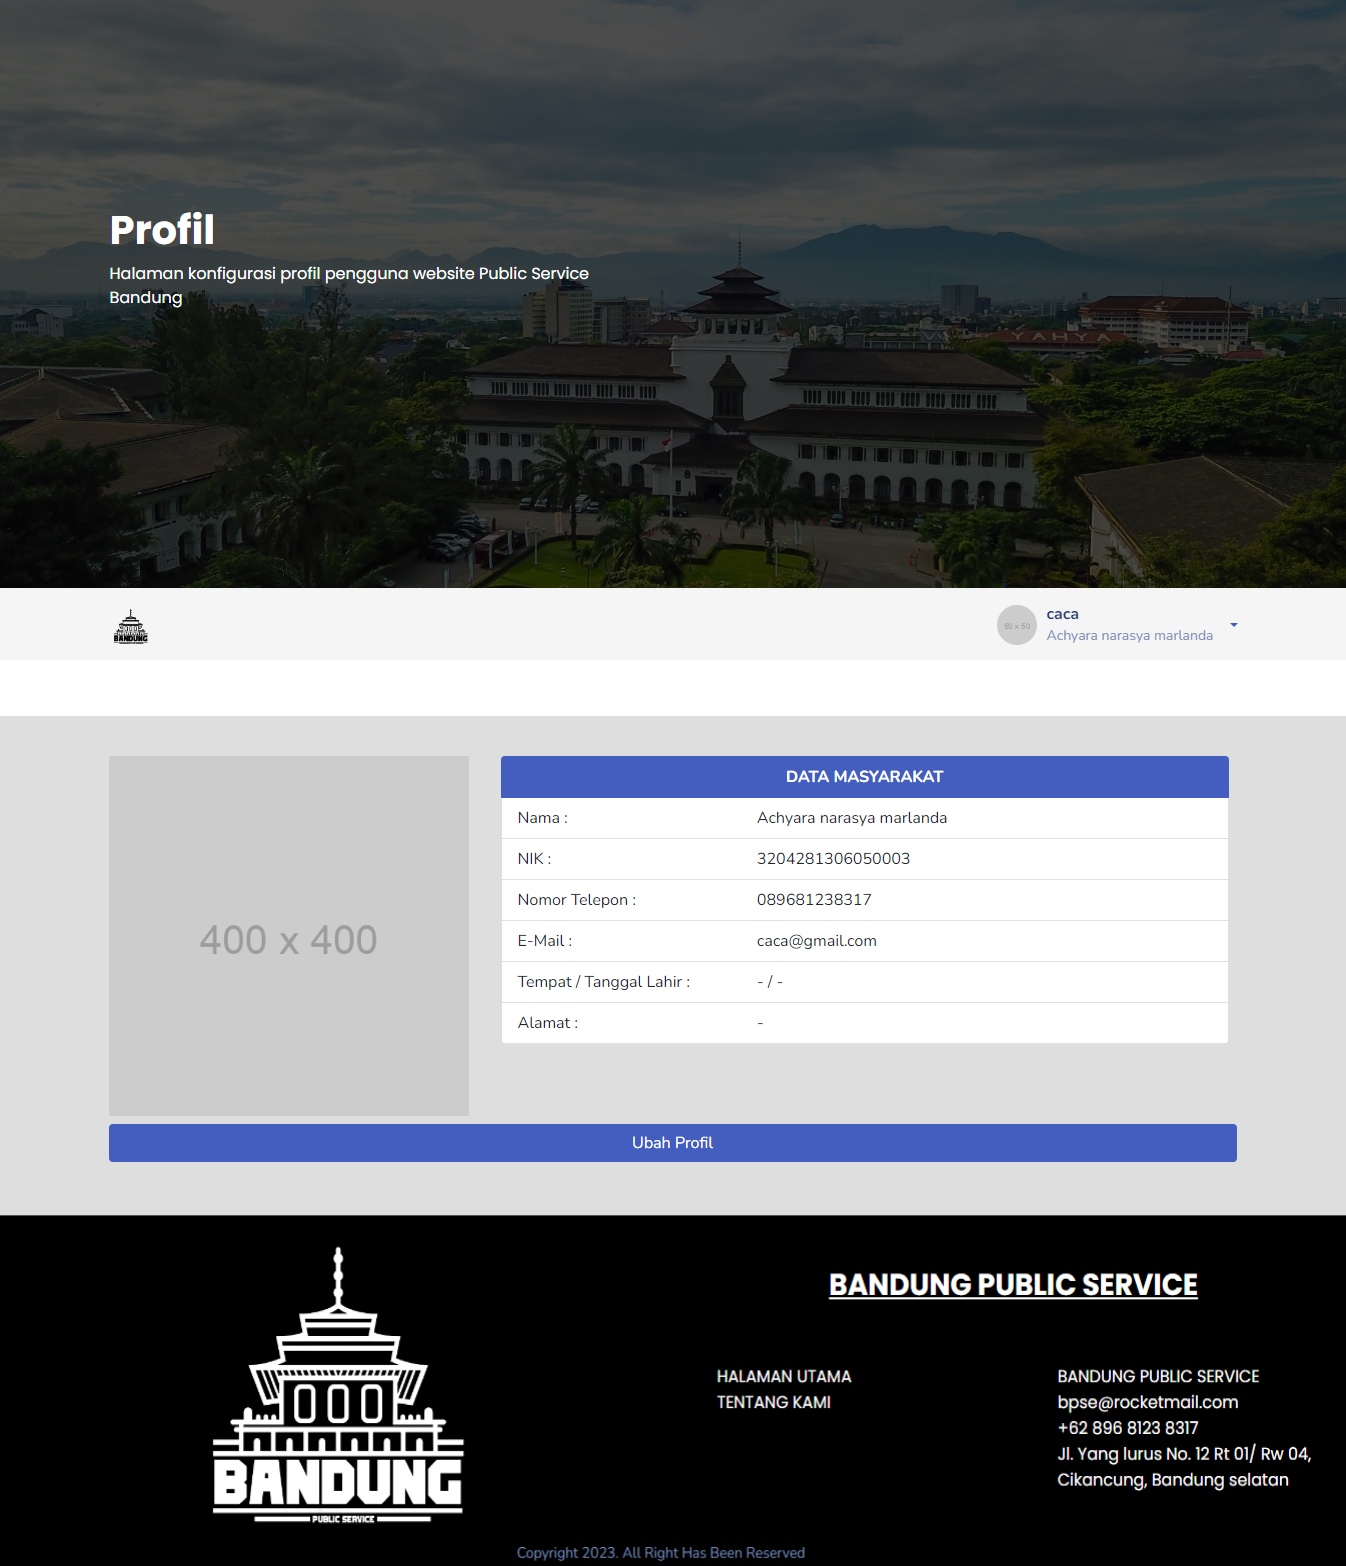 Profil
Halaman konfigurasi profil pengguna website Public Service
Bandung
YAHYA
BANDUNG
60 x 60
caca
Achyara narasya marlanda
400 x 400
DATA MASYARAKAT
Nama : Achyara narasya marlanda
NIK : 3204281306050003
Nomor Telepon : 089681238317
E-Mail : caca@gmail.com
Tempat / Tanggal Lahir : - / -
Alamat : -
Ubah Profil
BANDUNG
PUBLIC SERVICE
BANDUNG PUBLIC SERVICE
HALAMAN UTAMA
TENTANG KAMI
BANDUNG PUBLIC SERVICE
bpse@rocketmail.com
+62 896 8123 8317
Jl. Yang lurus No. 12 Rt 01/ Rw 04,
Cikancung, Bandung selatan
Copyright 2023. All Right Has Been Reserved